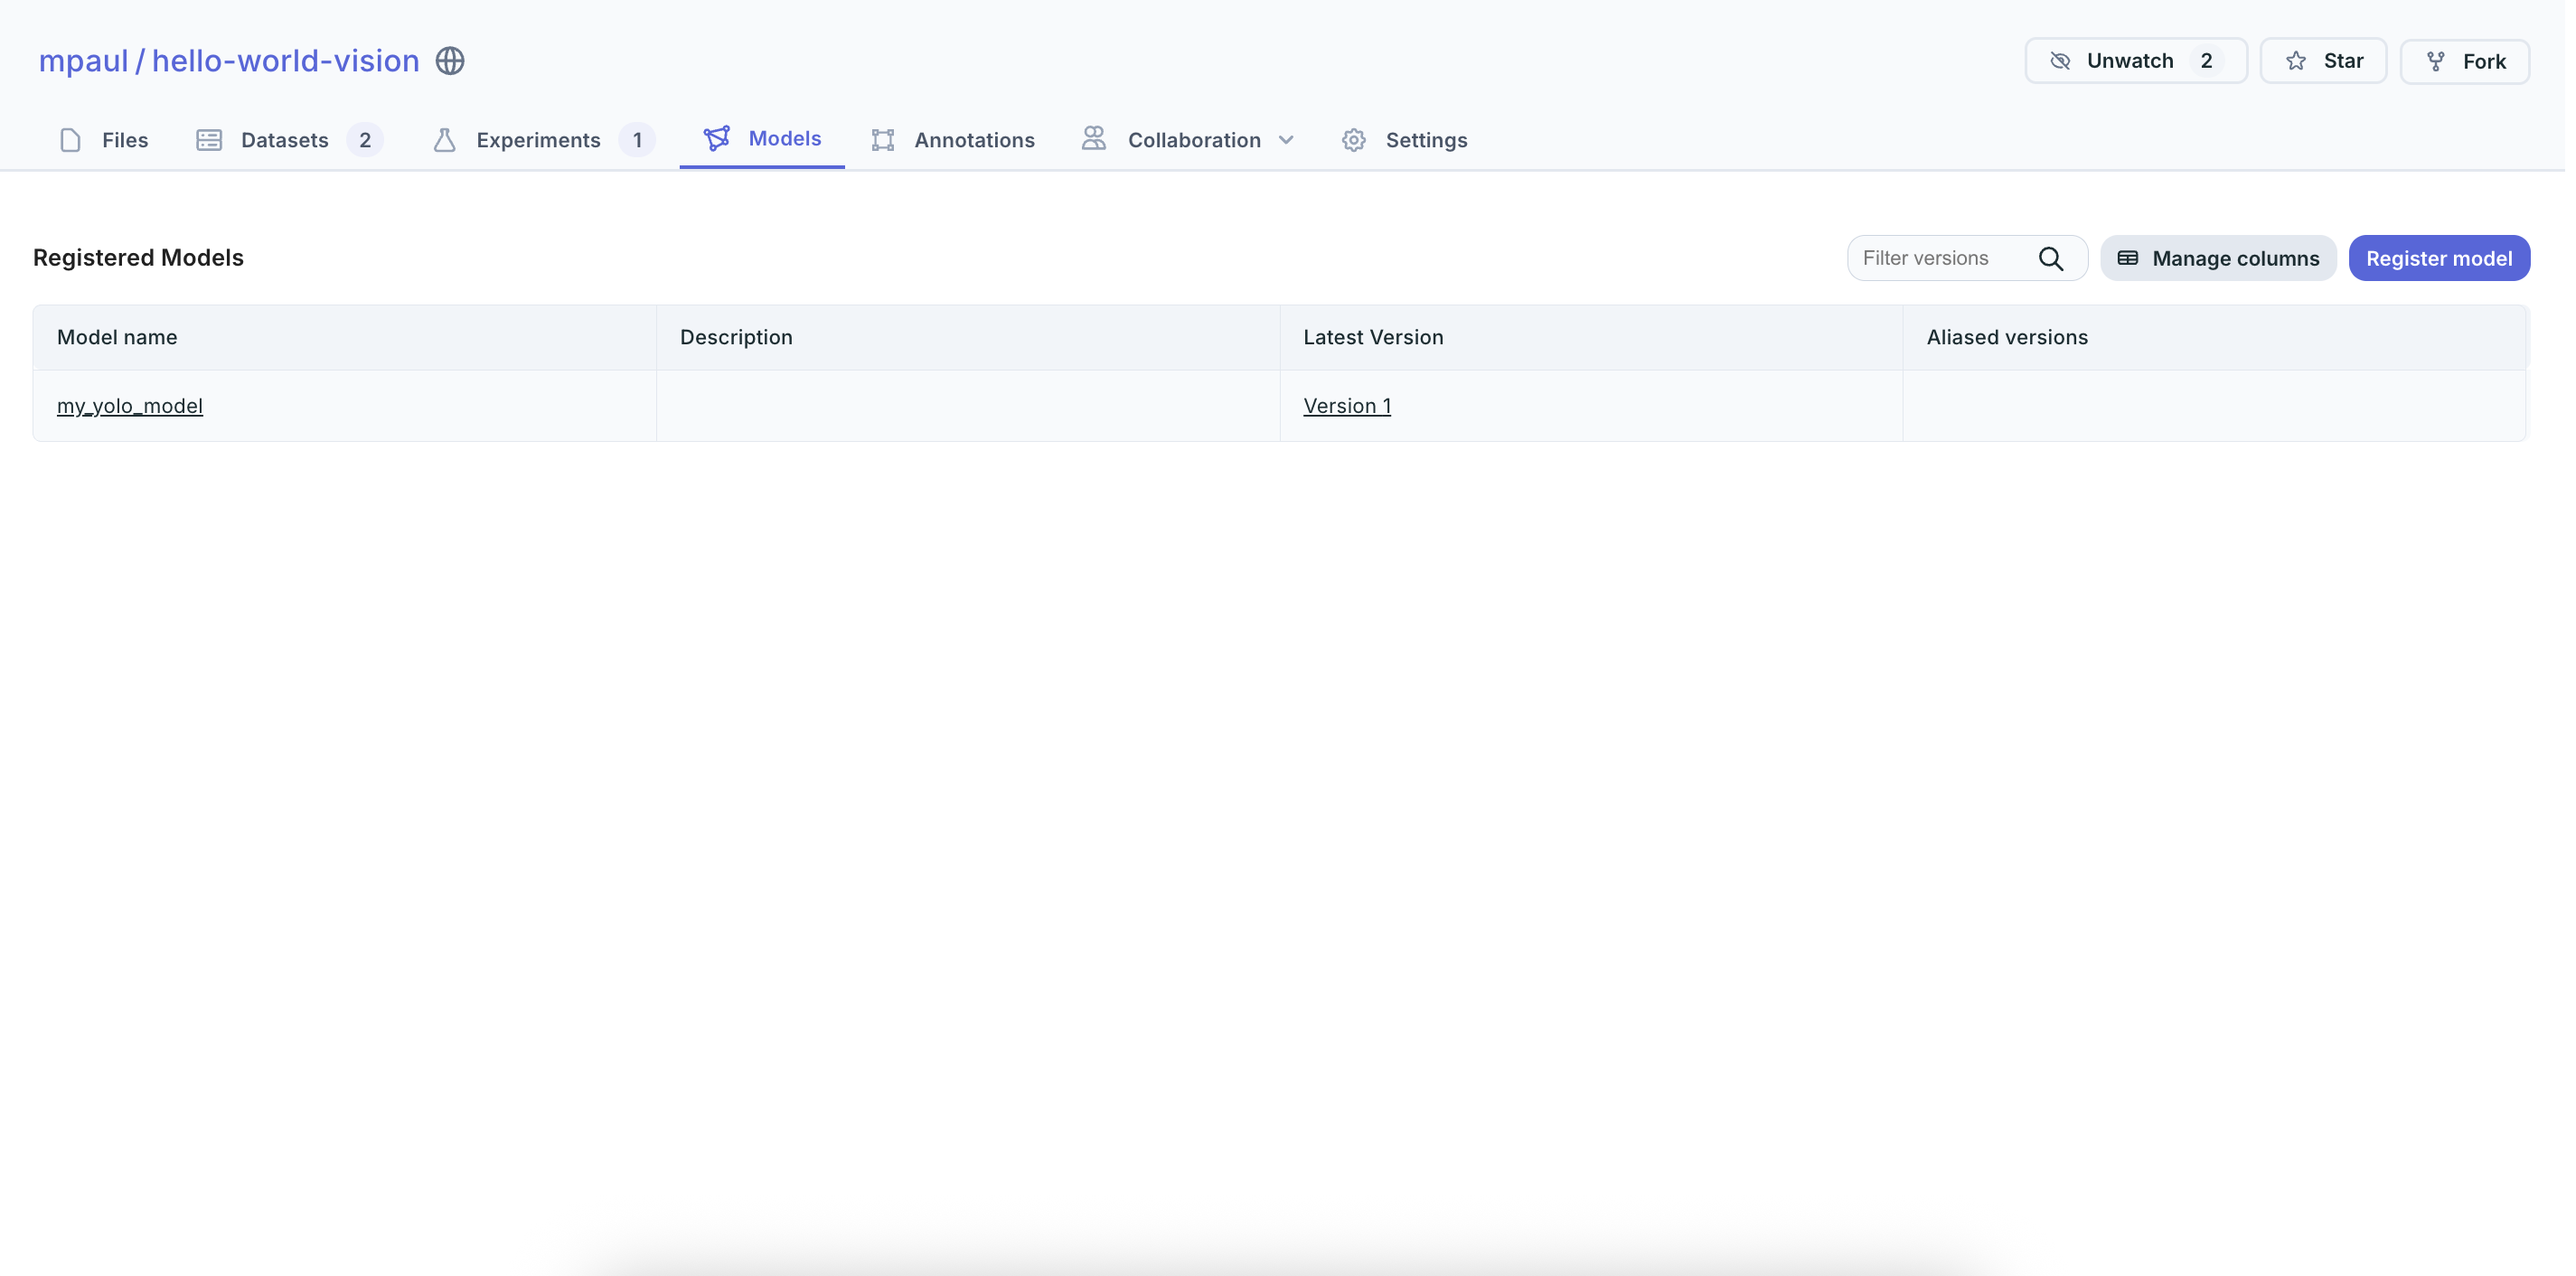 mpaul / hello-world-vision
Unwatch 2
Star
Fork
Files
Datasets 2
Experiments 1
Models
Annotations
Collaboration
Settings
Registered Models
Filter versions
Manage columns
Register model
Model name Description Latest Version Aliased versions
my_yolo_model Version 1